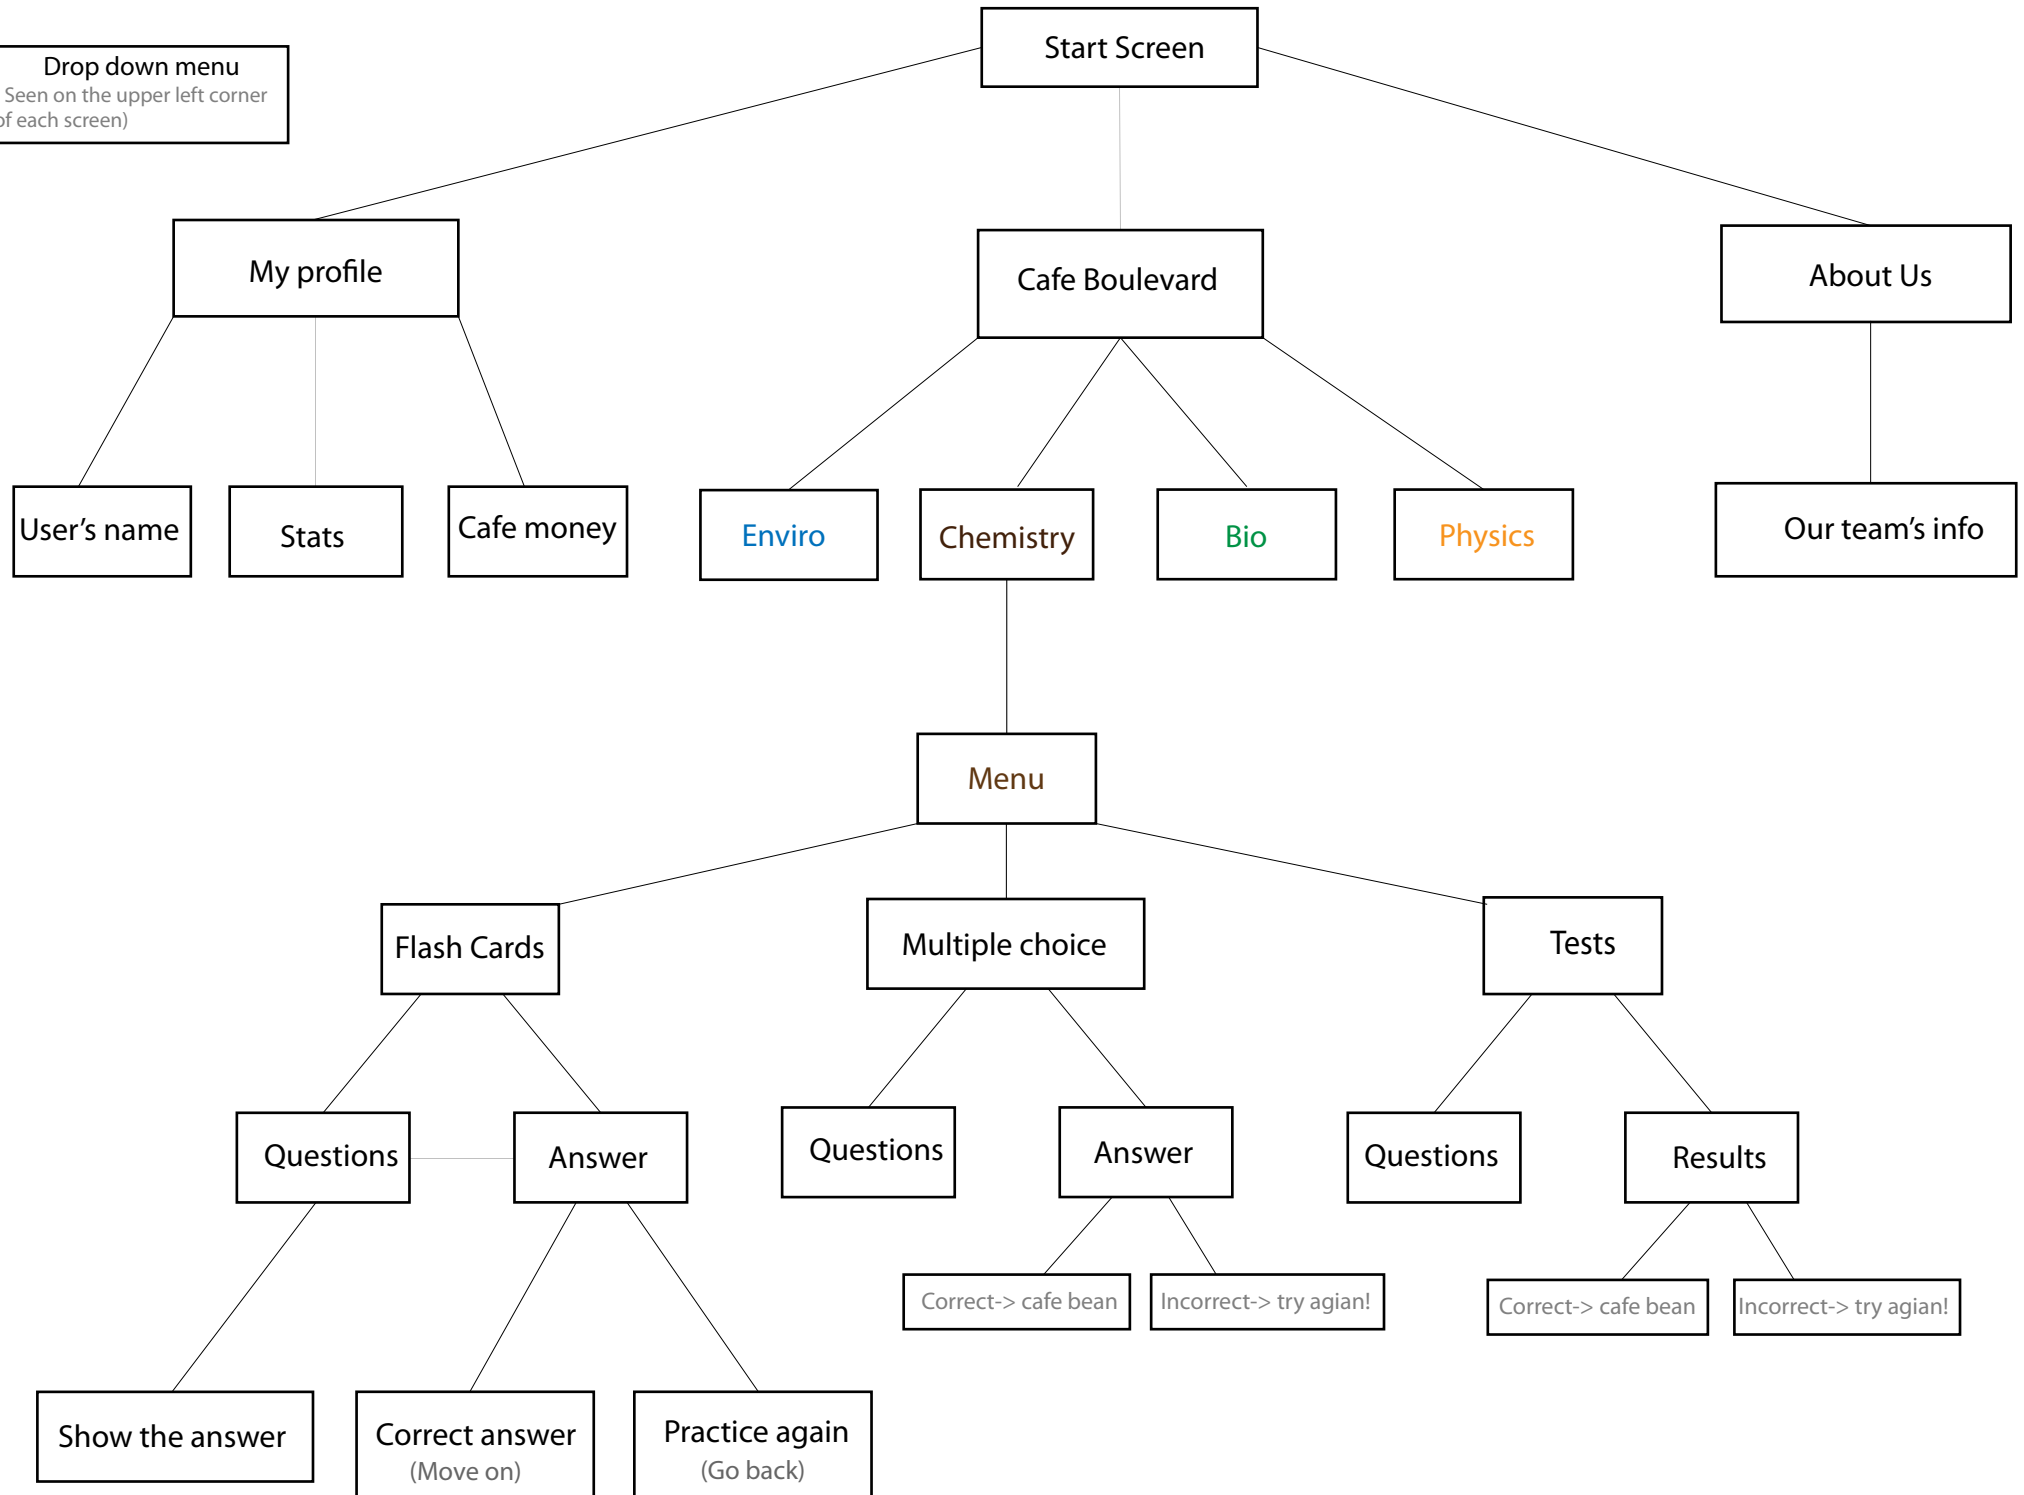 Start Screen
Drop down menu
Seen on the upper left corner
of each screen)
My profile
Cafe Boulevard
About Us
User's name
Stats
Cafe money
Enviro
Chemistry
Bio
Physics
Our team's info
Menu
Flash Cards
Multiple choice
Tests
Questions
Answer
Questions
Answer
Questions
Results
Correct-> cafe bean
Incorrect-> try agian!
Correct-> cafe bean
Incorrect-> try agian!
Show the answer
Correct answer
(Move on)
Practice again
(Go back)